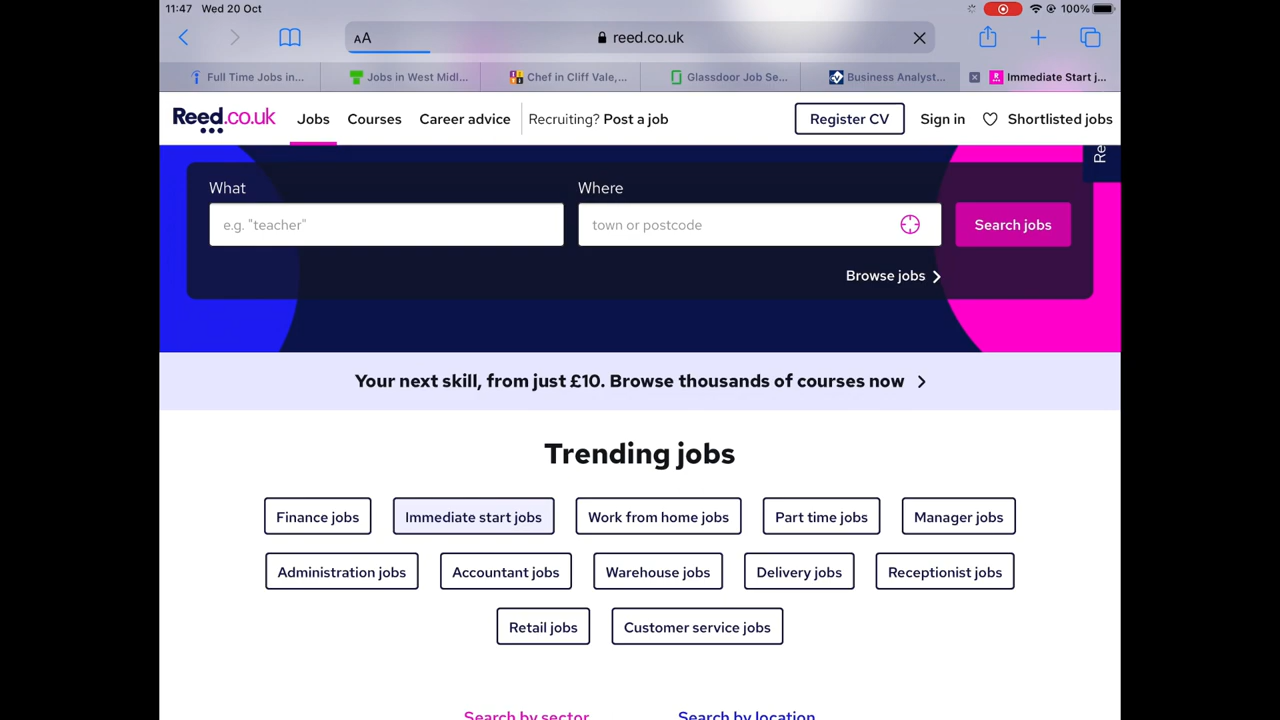 11:47 Wed 20 Oct
100%
AA
reed.co.uk
Full Time Jobs in...
Jobs in West Midl...
Chef in Cliff Vale,...
Glassdoor Job Se...
Business Analyst...
Immediate Start j...
Reed.co.uk
Jobs
Courses
Career advice
Recruiting? Post a job
Register CV
Sign in
Shortlisted jobs
Re
What
Where
e.g. "teacher"
town or postcode
Search jobs
Browse jobs
Your next skill, from just £10. Browse thousands of courses now
Trending jobs
Finance jobs
Immediate start jobs
Work from home jobs
Part time jobs
Manager jobs
Administration jobs
Accountant jobs
Warehouse jobs
Delivery jobs
Receptionist jobs
Retail jobs
Customer service jobs
Search by sector
Search by location